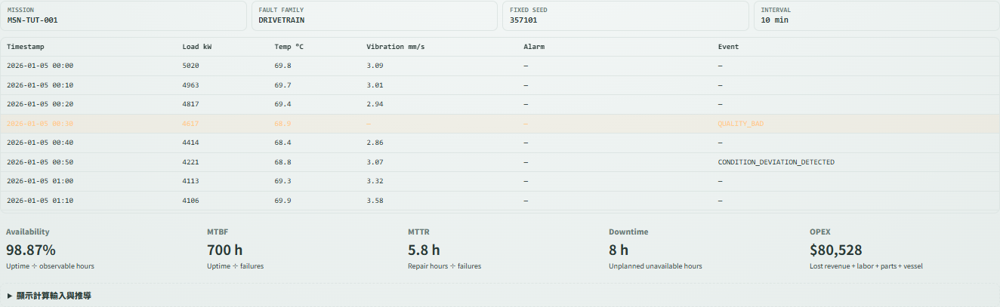 MISSION
MSN-TUT-001
FAULT FAMILY
DRIVETRAIN
FIXED SEED
357101
INTERVAL
10 min
Timestamp Load kW Temp °C Vibration mm/s Alarm Event
2026-01-05 00:00 5020 69.8 3.09 — —
2026-01-05 00:10 4963 69.7 3.01 — —
2026-01-05 00:20 4817 69.4 2.94 — —
2026-01-05 00:30 4617 68.9 — — QUALITY_BAD
2026-01-05 00:40 4414 68.4 2.86 — —
2026-01-05 00:50 4221 68.8 3.07 — CONDITION_DEVIATION_DETECTED
2026-01-05 01:00 4113 69.3 3.32 — —
2026-01-05 01:10 4106 69.9 3.58 — —
Availability
98.87%
Uptime ÷ observable hours
MTBF
700 h
Uptime ÷ failures
MTTR
5.8 h
Repair hours ÷ failures
Downtime
8 h
Unplanned unavailable hours
OPEX
$80,528
Lost revenue + labor + parts + vessel
▶ 顯示計算輸入與推導